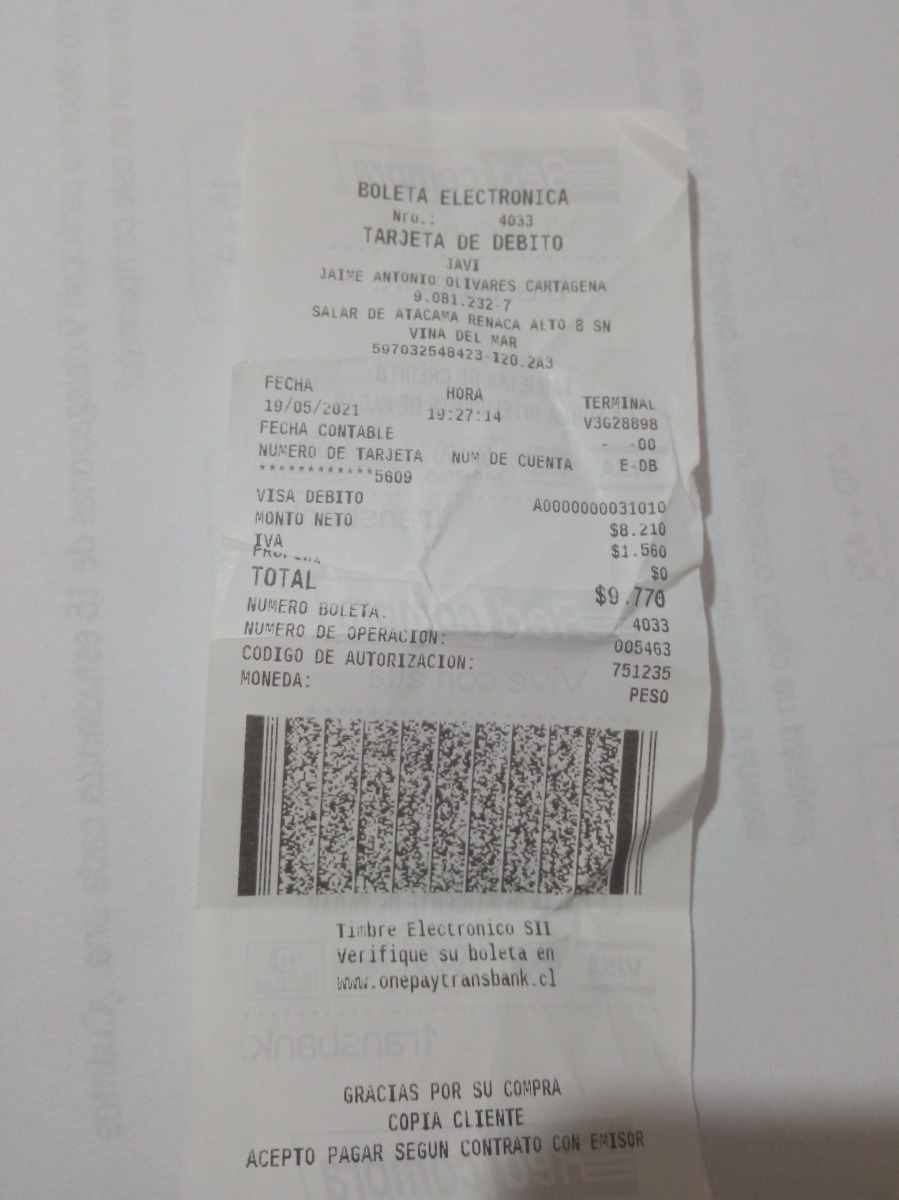 BOLETA ELECTRONICA
Nro.: 4033
TARJETA DE DEBITO
JAVI
JAIME ANTONIO OLIVARES CARTAGENA
9.081.232-7
SALAR DE ATACAMA RENACA ALTO 8 SN
VINA DEL MAR
597032548423-I20.2A3
FECHA HORA TERMINAL
19/05/2021 19:27:14 V3G28898
FECHA CONTABLE - -00
NUMERO DE TARJETA NUM DE CUENTA E-DB
************5609
VISA DEBITO A0000000031010
MONTO NETO $8.210
IVA $1.560
$0
TOTAL $9.770
NUMERO BOLETA: 4033
NUMERO DE OPERACION: 005463
CODIGO DE AUTORIZACION: 751235
MONEDA: PESO
Timbre Electronico SII
Verifique su boleta en
www.onepaytransbank.cl
GRACIAS POR SU COMPRA
COPIA CLIENTE
ACEPTO PAGAR SEGUN CONTRATO CON EMISOR